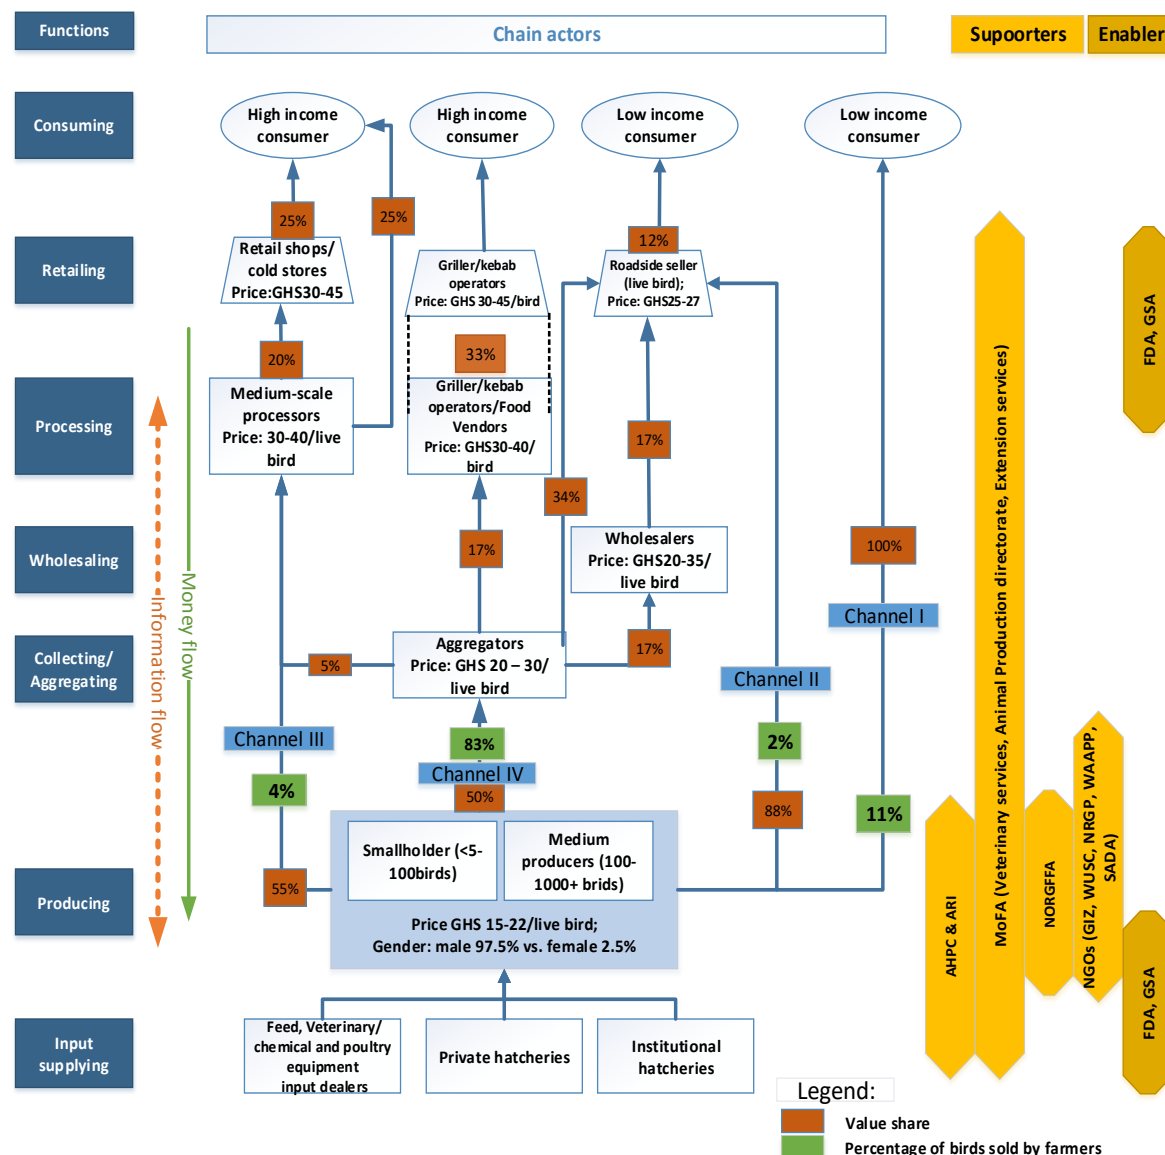 Functions
Chain actors
Supoorters
Enabler
Consuming
High income
consumer
High income
consumer
Low income
consumer
Low income
consumer
25%
25%
12%
Retailing
Retail shops/
cold stores
Price:GHS30-45
Griller/kebab
operators
Price: GHS 30-45/bird
Roadside seller
(live bird);
Price: GHS25-27
20%
33%
Processing
Medium-scale
processors
Price: 30-40/live
bird
Griller/kebab
operators/Food
Vendors
Price: GHS30-40/
bird
17%
34%
Wholesaling
17%
Wholesalers
Price: GHS20-35/
live bird
100%
Channel I
Information flow
Money flow
Collecting/
Aggregating
5%
Aggregators
Price: GHS 20 – 30/
live bird
17%
Channel II
Channel III
83%
2%
Channel IV
4%
50%
88%
11%
Producing
55%
Smallholder (<5-
100birds)
Medium
producers (100-
1000+ brids)
Price GHS 15-22/live bird;
Gender: male 97.5% vs. female 2.5%
Input
supplying
Feed, Veterinary/
chemical and poultry
equipment
input dealers
Private hatcheries
Institutional
hatcheries
AHPC & ARI
MoFA (Veterinary services, Animal Production directorate, Extension services)
NORGFFA
NGOs (GIZ, WUSC, NRGP, WAAPP,
SADA)
FDA, GSA
FDA, GSA
Legend:
Value share
Percentage of birds sold by farmers